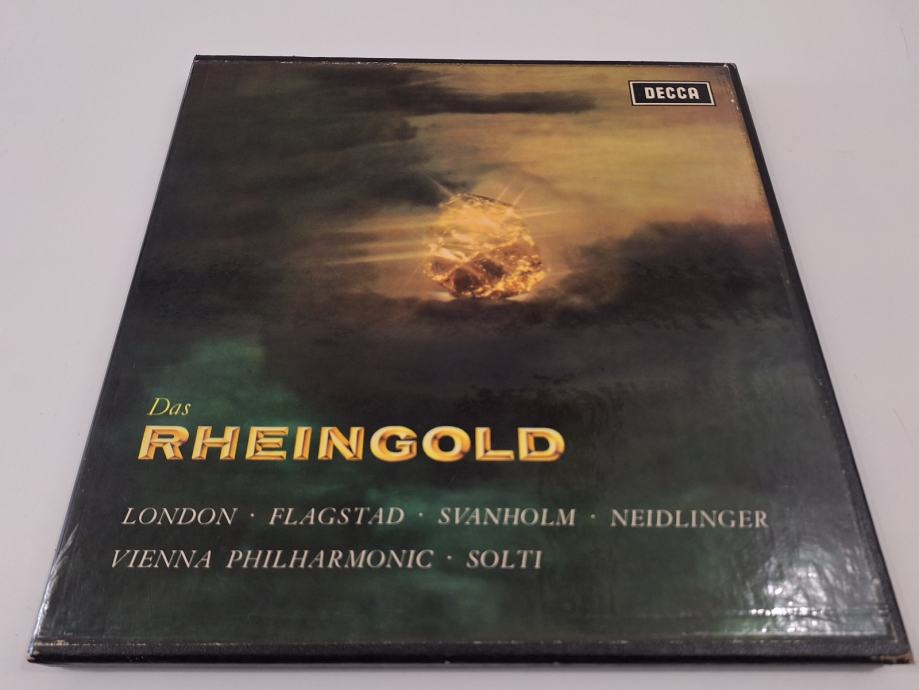 DECCA
Das
RHEINGOLD
LONDON · FLAGSTAD · SVANHOLM · NEIDLINGER
VIENNA PHILHARMONIC · SOLTI